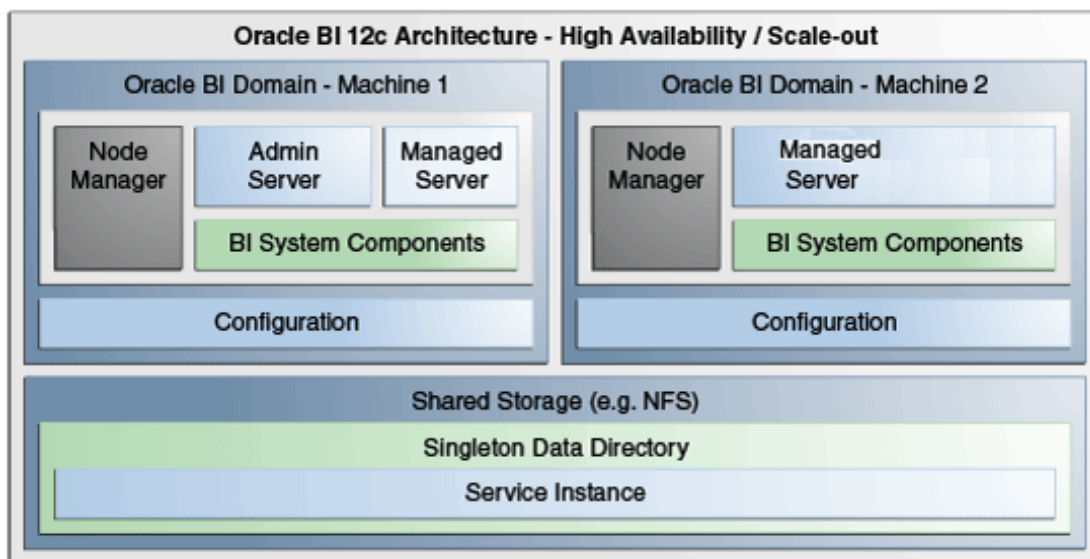 Oracle BI 12c Architecture - High Availability / Scale-out
Oracle BI Domain - Machine 1
Node
Manager
Admin
Server
Managed
Server
BI System Components
Configuration
Oracle BI Domain - Machine 2
Node
Manager
Managed
Server
BI System Components
Configuration
Shared Storage (e.g. NFS)
Singleton Data Directory
Service Instance